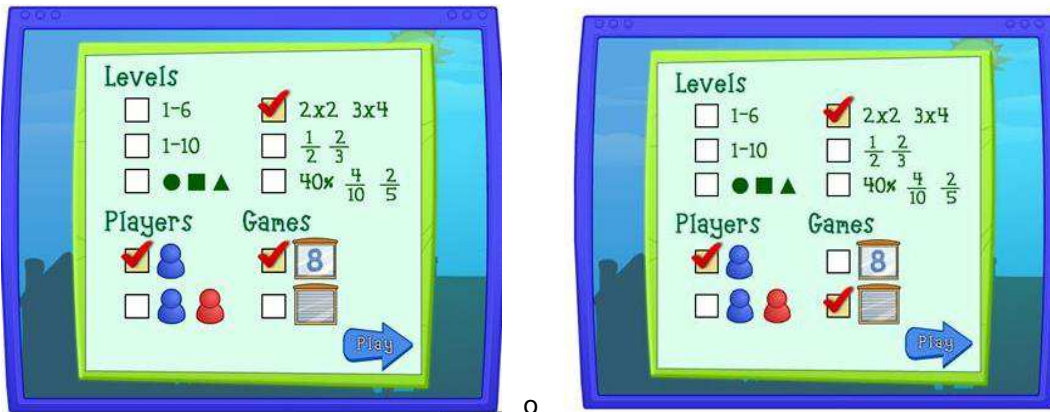 Levels
1-6 2x2 3x4
1-10 1/2 2/3
40% 4/10 2/5
Players Games
8
Play
o
Levels
1-6 2x2 3x4
1-10 1/2 2/3
40% 4/10 2/5
Players Games
8
Play